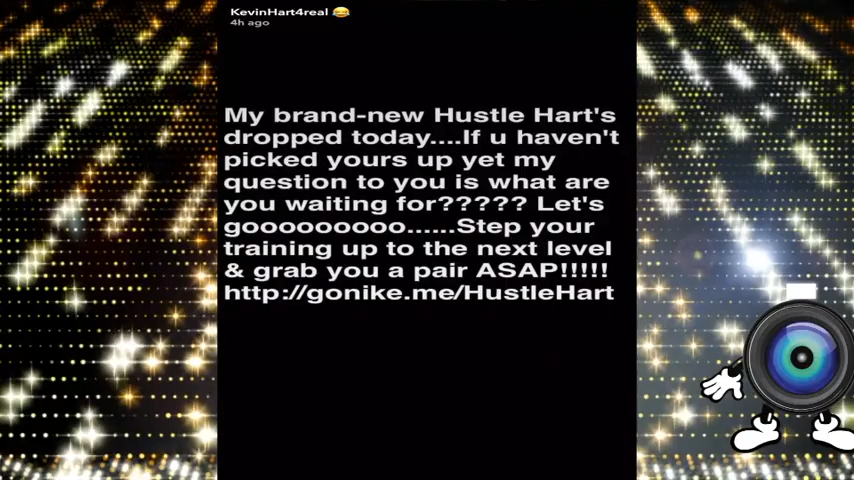 KevinHart4real 😂
4h ago
My brand-new Hustle Hart's
dropped today....If u haven't
picked yours up yet my
question to you is what are
you waiting for????? Let's
gooooooooo......Step your
training up to the next level
& grab you a pair ASAP!!!!!
http://gonike.me/HustleHart